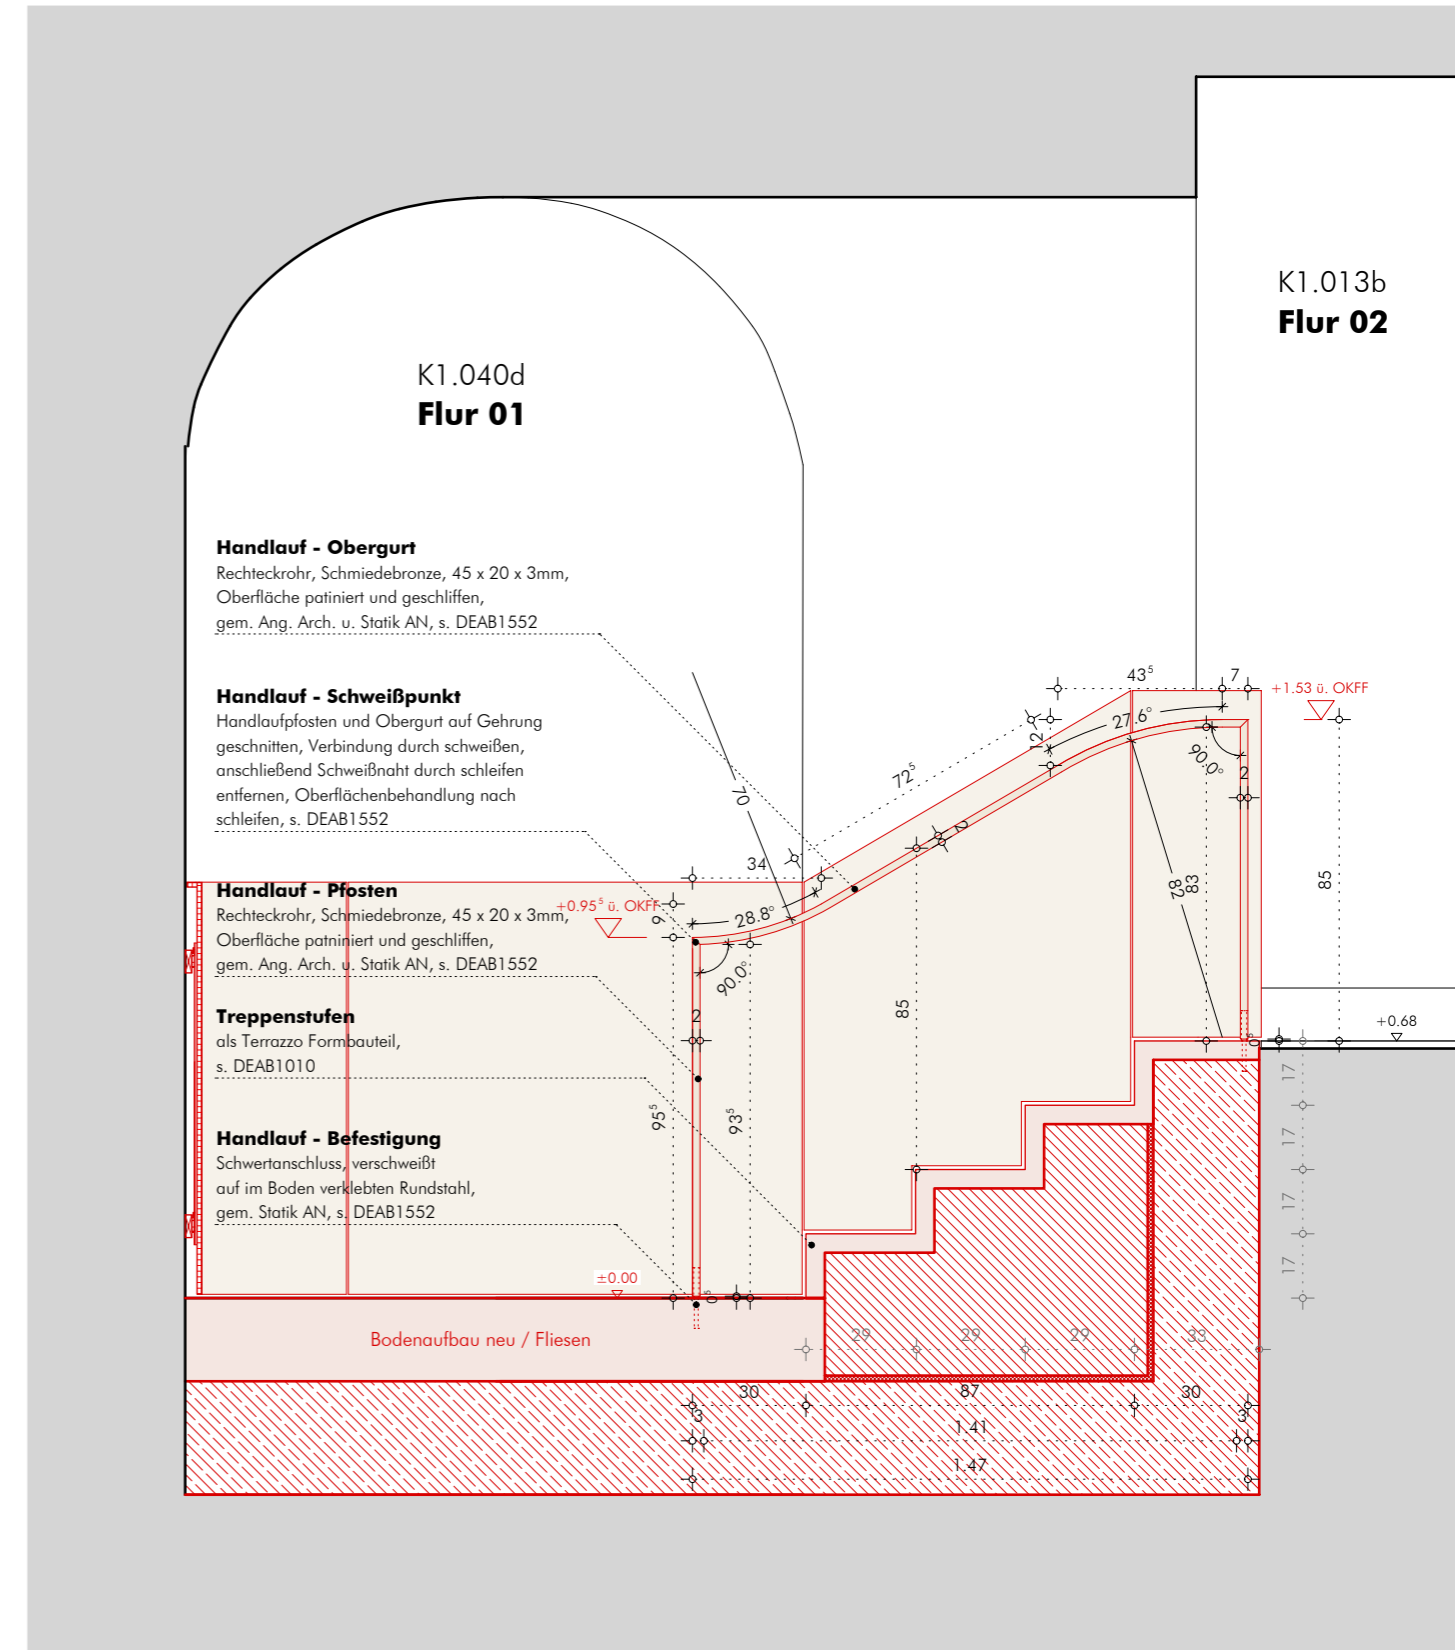 K1.013b
Flur 02
K1.040d
Flur 01
Handlauf - Obergurt
Rechteckrohr, Schmiedebronze, 45 x 20 x 3mm,
Oberfläche patiniert und geschliffen,
gem. Ang. Arch. u. Statik AN, s. DEAB1552
Handlauf - Schweißpunkt
Handlaufpfosten und Obergurt auf Gehrung
geschnitten, Verbindung durch schweißen,
anschließend Schweißnaht durch schleifen
entfernen, Oberflächenbehandlung nach
schleifen, s. DEAB1552
Handlauf - Pfosten
Rechteckrohr, Schmiedebronze, 45 x 20 x 3mm,
Oberfläche patniniert und geschliffen,
gem. Ang. Arch. u. Statik AN, s. DEAB1552
Treppenstufen
als Terrazzo Formbauteil,
s. DEAB1010
Handlauf - Befestigung
Schwertanschluss, verschweißt
auf im Boden verklebten Rundstahl,
gem. Statik AN, s. DEAB1552
43⁵
7
+1.53 ü. OKFF
27.6°
12
72⁵
90.0°
2
70
2
34
82
83
85
+0.95⁵ ü. OKFF
9
28.8°
90.0°
2
85
+0.68
0⁵
17
17
17
17
95⁵
93⁵
±0.00
0⁵
Bodenaufbau neu / Fliesen
29
29
29
33
30
87
30
3
1.41
3
1.47